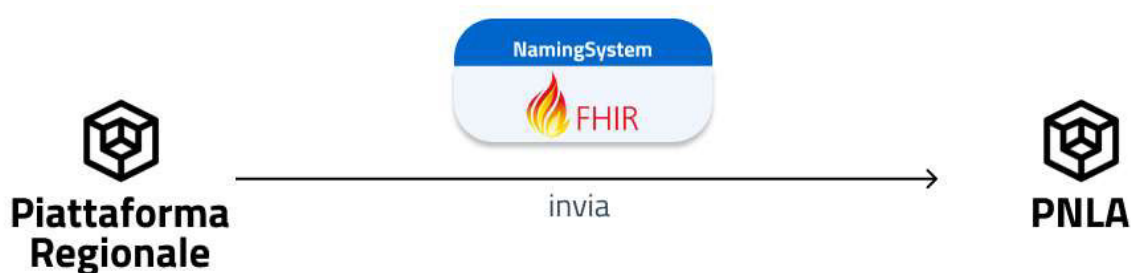 NamingSystem
FHIR
Piattaforma
Regionale
invia
PNLA